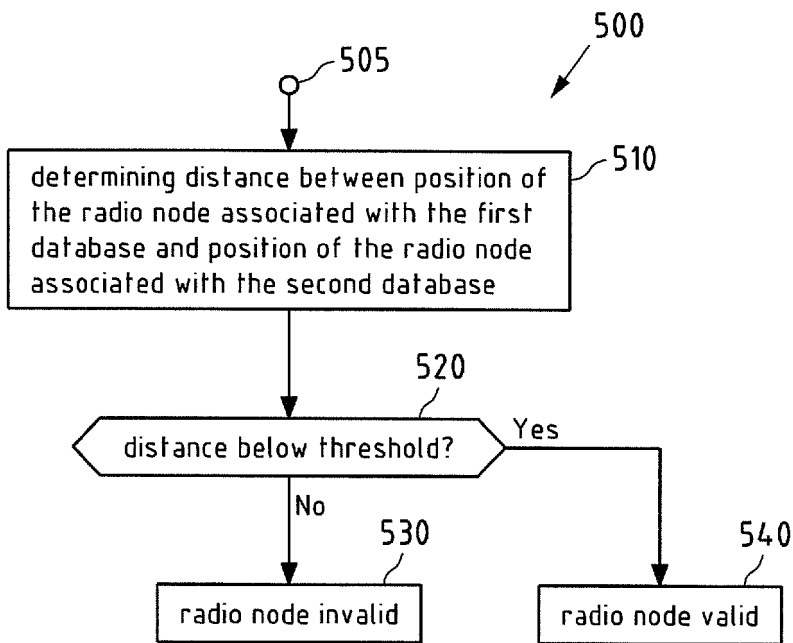 500
505
510
determining distance between position of
the radio node associated with the first
database and position of the radio node
associated with the second database
520
distance below threshold?
Yes
No
530
540
radio node invalid
radio node valid